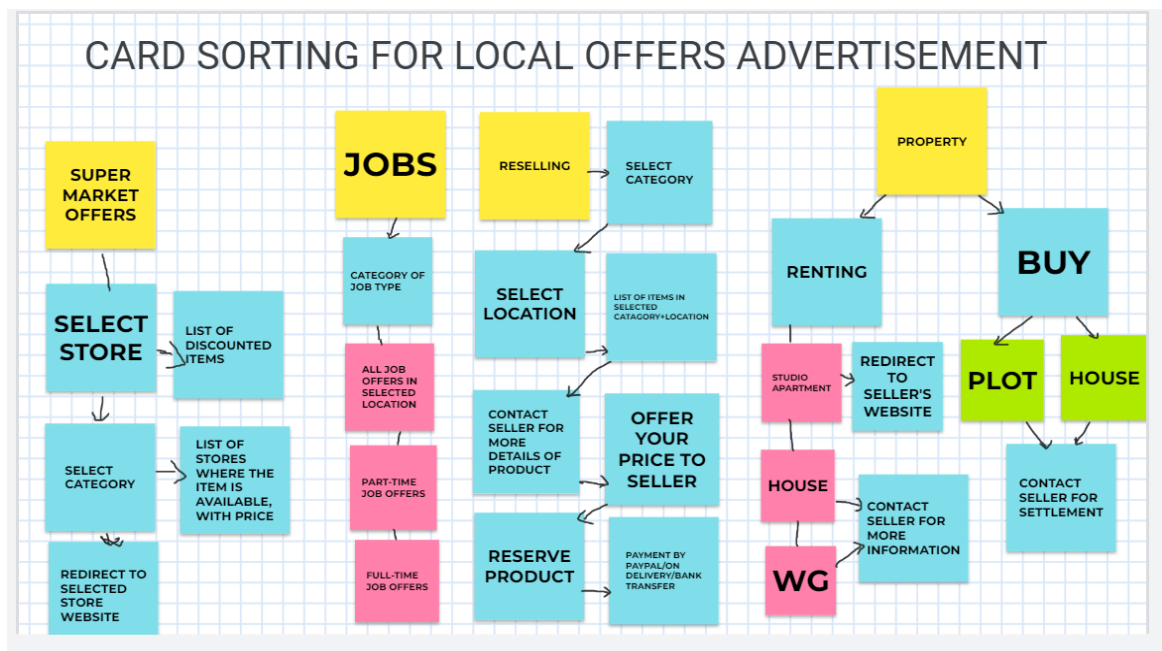 CARD SORTING FOR LOCAL OFFERS ADVERTISEMENT
SUPER
MARKET
OFFERS
SELECT
STORE
LIST OF
DISCOUNTED
ITEMS
SELECT
CATEGORY
LIST OF
STORES
WHERE THE
ITEM IS
AVAILABLE,
WITH PRICE
REDIRECT TO
SELECTED
STORE
WEBSITE
JOBS
CATEGORY OF
JOB TYPE
ALL JOB
OFFERS IN
SELECTED
LOCATION
PART-TIME
JOB OFFERS
FULL-TIME
JOB OFFERS
RESELLING
SELECT
CATEGORY
SELECT
LOCATION
LIST OF ITEMS IN
SELECTED
CATAGORY+LOCATION
CONTACT
SELLER FOR
MORE
DETAILS OF
PRODUCT
OFFER
YOUR
PRICE TO
SELLER
RESERVE
PRODUCT
PAYMENT BY
PAYPAL/ON
DELIVERY/BANK
TRANSFER
PROPERTY
RENTING
STUDIO
APARTMENT
REDIRECT
TO
SELLER'S
WEBSITE
HOUSE
WG
CONTACT
SELLER FOR
MORE
INFORMATION
BUY
PLOT
HOUSE
CONTACT
SELLER FOR
SETTLEMENT